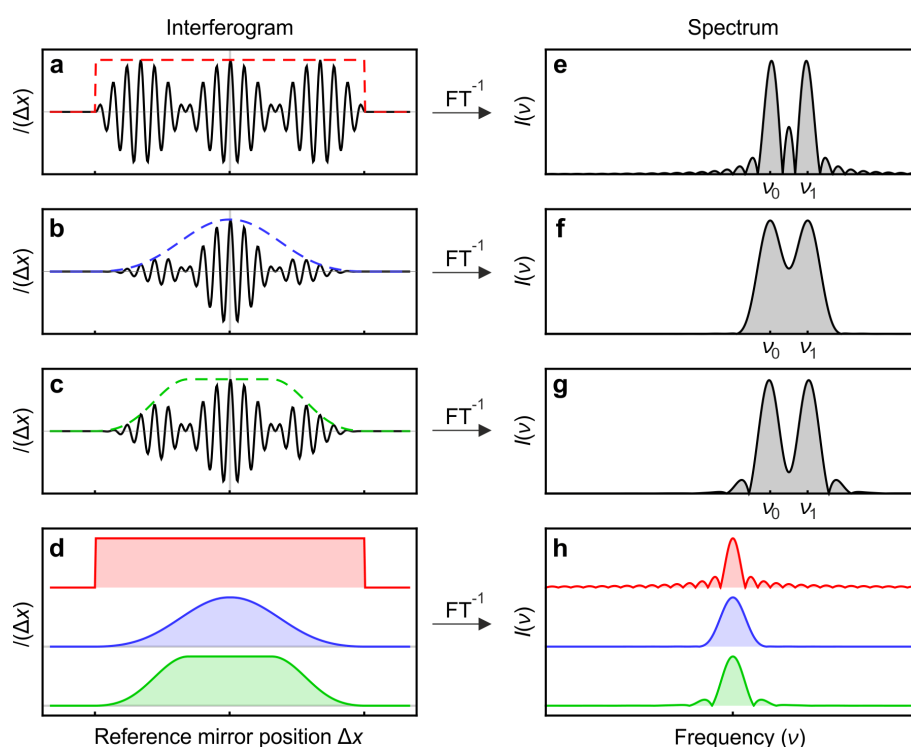 Interferogram
Spectrum
a
I(Δx)
FT⁻¹
e
I(ν)
ν₀ ν₁
b
I(Δx)
FT⁻¹
f
I(ν)
ν₀ ν₁
c
I(Δx)
FT⁻¹
g
I(ν)
ν₀ ν₁
d
I(Δx)
FT⁻¹
h
I(ν)
Reference mirror position Δx
Frequency (ν)